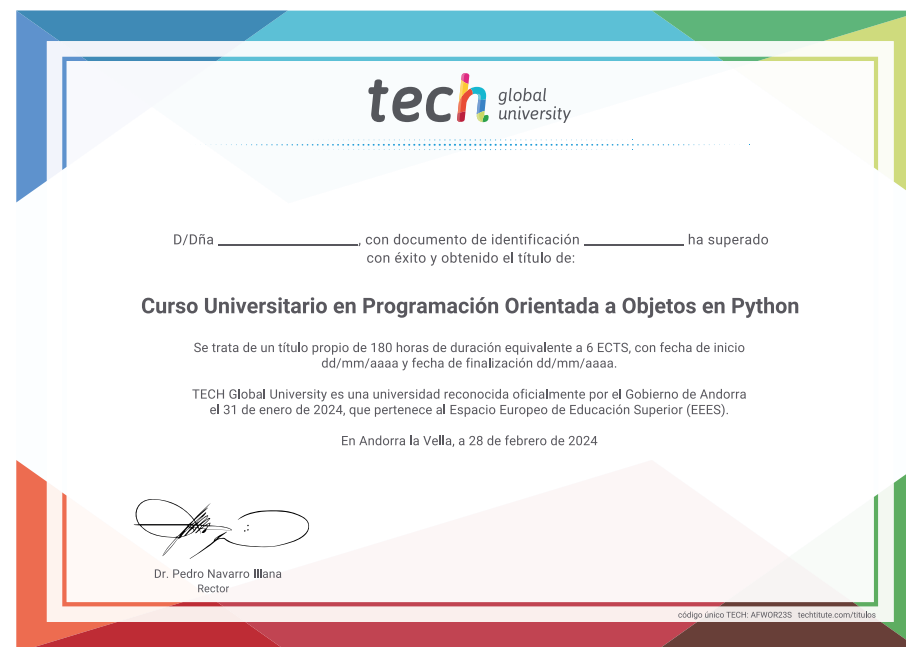 tech global university
D/Dña ____________________, con documento de identificación ______________ ha superado
con éxito y obtenido el título de:
Curso Universitario en Programación Orientada a Objetos en Python
Se trata de un título propio de 180 horas de duración equivalente a 6 ECTS, con fecha de inicio
dd/mm/aaaa y fecha de finalización dd/mm/aaaa.
TECH Global University es una universidad reconocida oficialmente por el Gobierno de Andorra
el 31 de enero de 2024, que pertenece al Espacio Europeo de Educación Superior (EEES).
En Andorra la Vella, a 28 de febrero de 2024
Dr. Pedro Navarro Illana
Rector
código único TECH: AFWOR23S techtitute.com/titulos